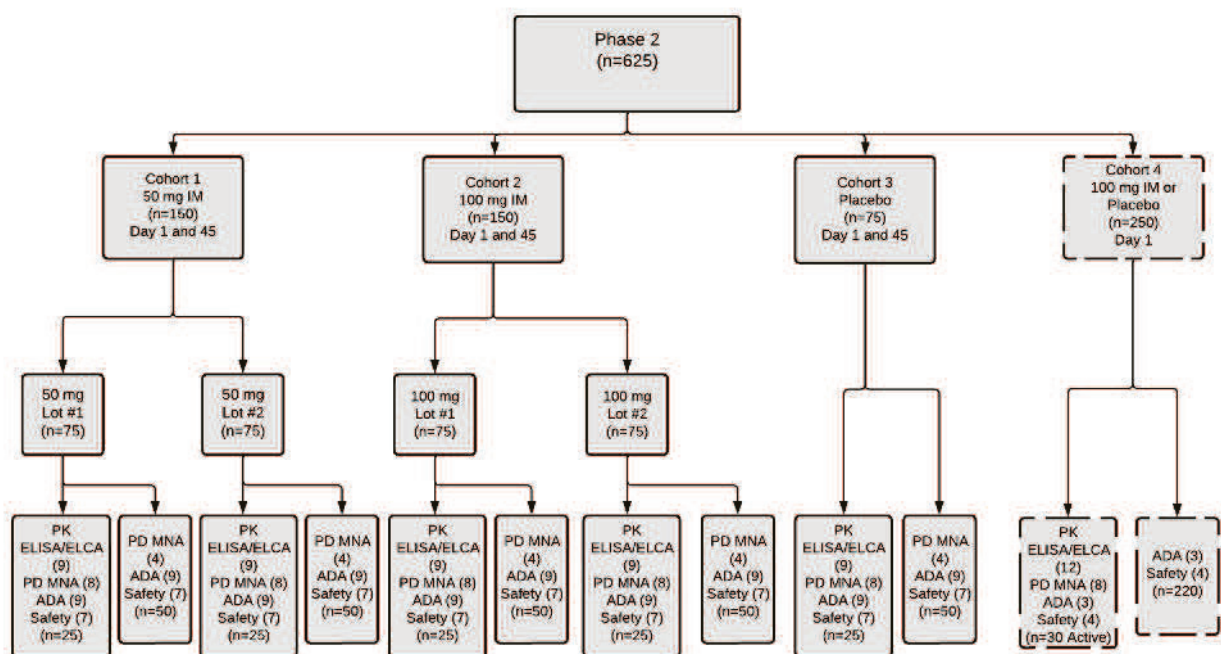 Phase 2
(n=625)
Cohort 1
50 mg IM
(n=150)
Day 1 and 45
Cohort 2
100 mg IM
(n=150)
Day 1 and 45
Cohort 3
Placebo
(n=75)
Day 1 and 45
Cohort 4
100 mg IM or
Placebo
(n=250)
Day 1
50 mg
Lot #1
(n=75)
50 mg
Lot #2
(n=75)
100 mg
Lot #1
(n=75)
100 mg
Lot #2
(n=75)
PK
ELISA/ELCA
(9)
PD MNA (8)
ADA (9)
Safety (7)
(n=25)
PD MNA
(4)
ADA (9)
Safety (7)
(n=50)
PK
ELISA/ELCA
(9)
PD MNA (8)
ADA (9)
Safety (7)
(n=25)
PD MNA
(4)
ADA (9)
Safety (7)
(n=50)
PK
ELISA/ELCA
(9)
PD MNA (8)
ADA (9)
Safety (7)
(n=25)
PD MNA
(4)
ADA (9)
Safety (7)
(n=50)
PK
ELISA/ELCA
(9)
PD MNA (8)
ADA (9)
Safety (7)
(n=25)
PD MNA
(4)
ADA (9)
Safety (7)
(n=50)
PK
ELISA/ELCA
(9)
PD MNA (8)
ADA (9)
Safety (7)
(n=25)
PD MNA
(4)
ADA (9)
Safety (7)
(n=50)
PK
ELISA/ELCA
(12)
PD MNA (8)
ADA (3)
Safety (4)
(n=30 Active)
ADA (3)
Safety (4)
(n=220)